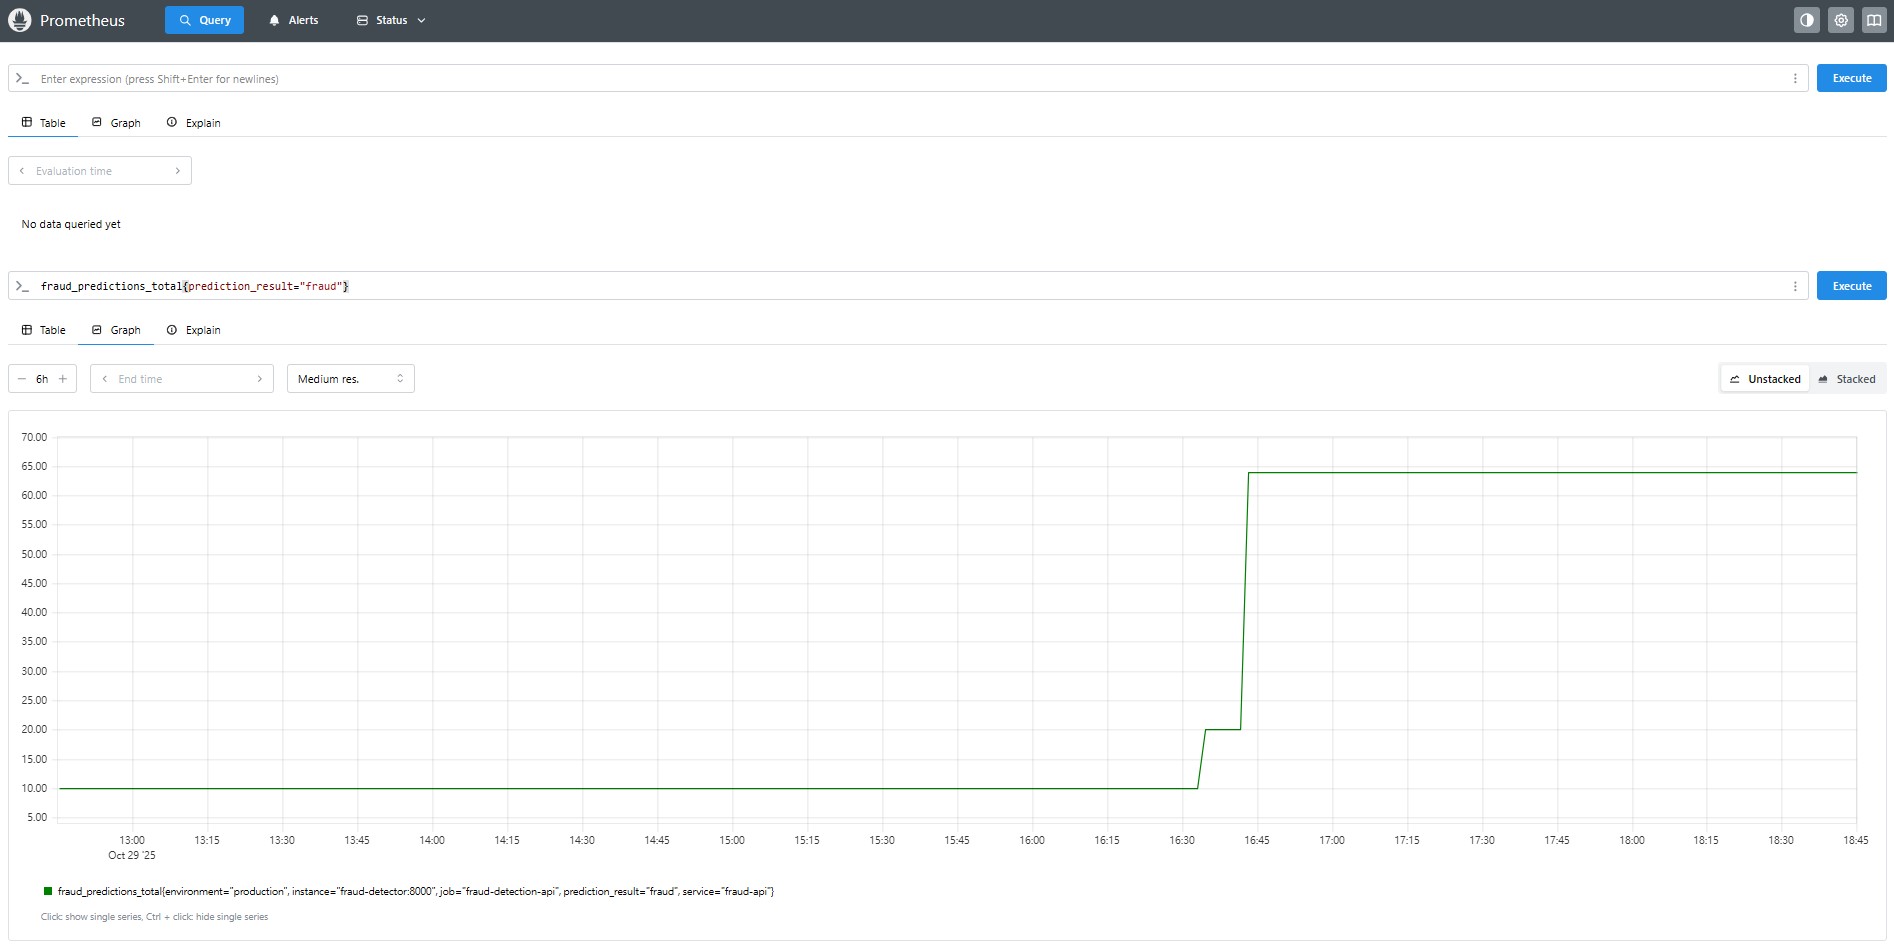 Prometheus Query Alerts Status
Enter expression (press Shift+Enter for newlines) Execute
Table Graph Explain
Evaluation time
No data queried yet
fraud_predictions_total{prediction_result="fraud"} Execute
Table Graph Explain
6h End time Medium res. Unstacked Stacked
70.00
65.00
60.00
55.00
50.00
45.00
40.00
35.00
30.00
25.00
20.00
15.00
10.00
5.00
13:00 13:15 13:30 13:45 14:00 14:15 14:30 14:45 15:00 15:15 15:30 15:45 16:00 16:15 16:30 16:45 17:00 17:15 17:30 17:45 18:00 18:15 18:30 18:45
Oct 29 '25
fraud_predictions_total{environment="production", instance="fraud-detector:8000", job="fraud-detection-api", prediction_result="fraud", service="fraud-api"}
Click: show single series, Ctrl + click: hide single series